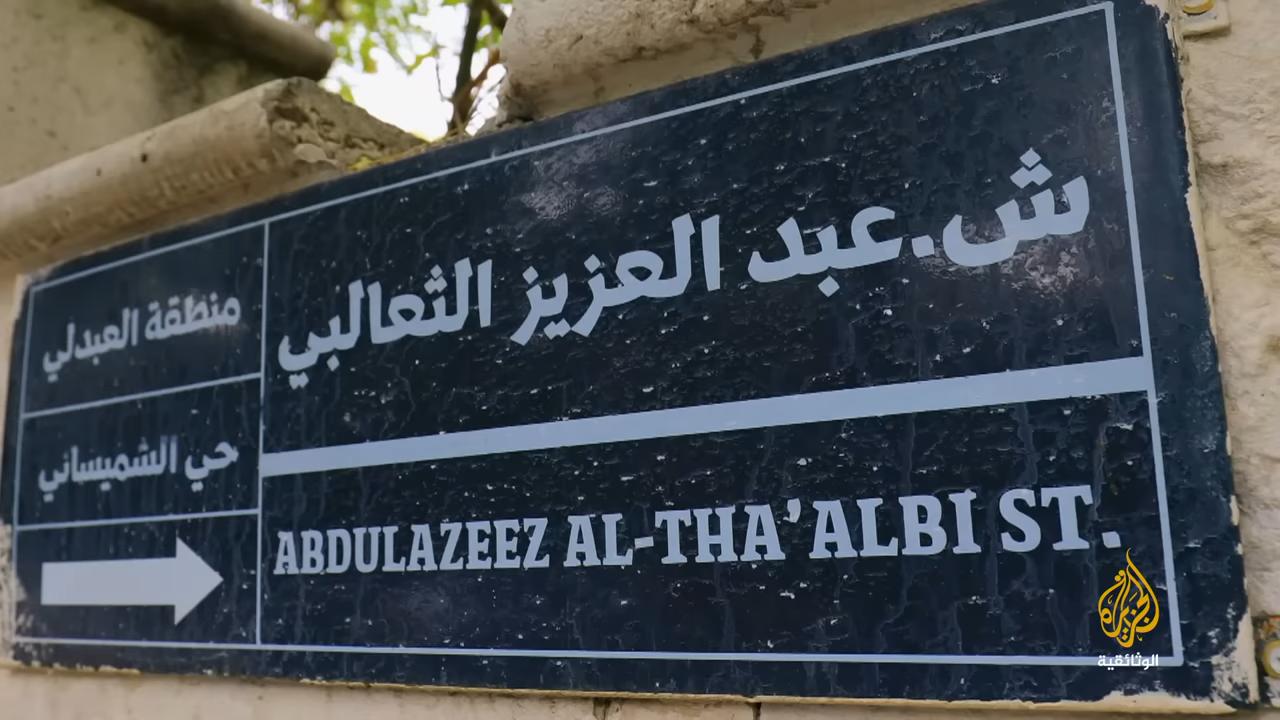 ش.عبد العزيز الثعالبي
ABDULAZEEZ AL-THA'ALBI ST.
منطقة العبدلي
حي الشميساني
الجزيرة
الوثائقية